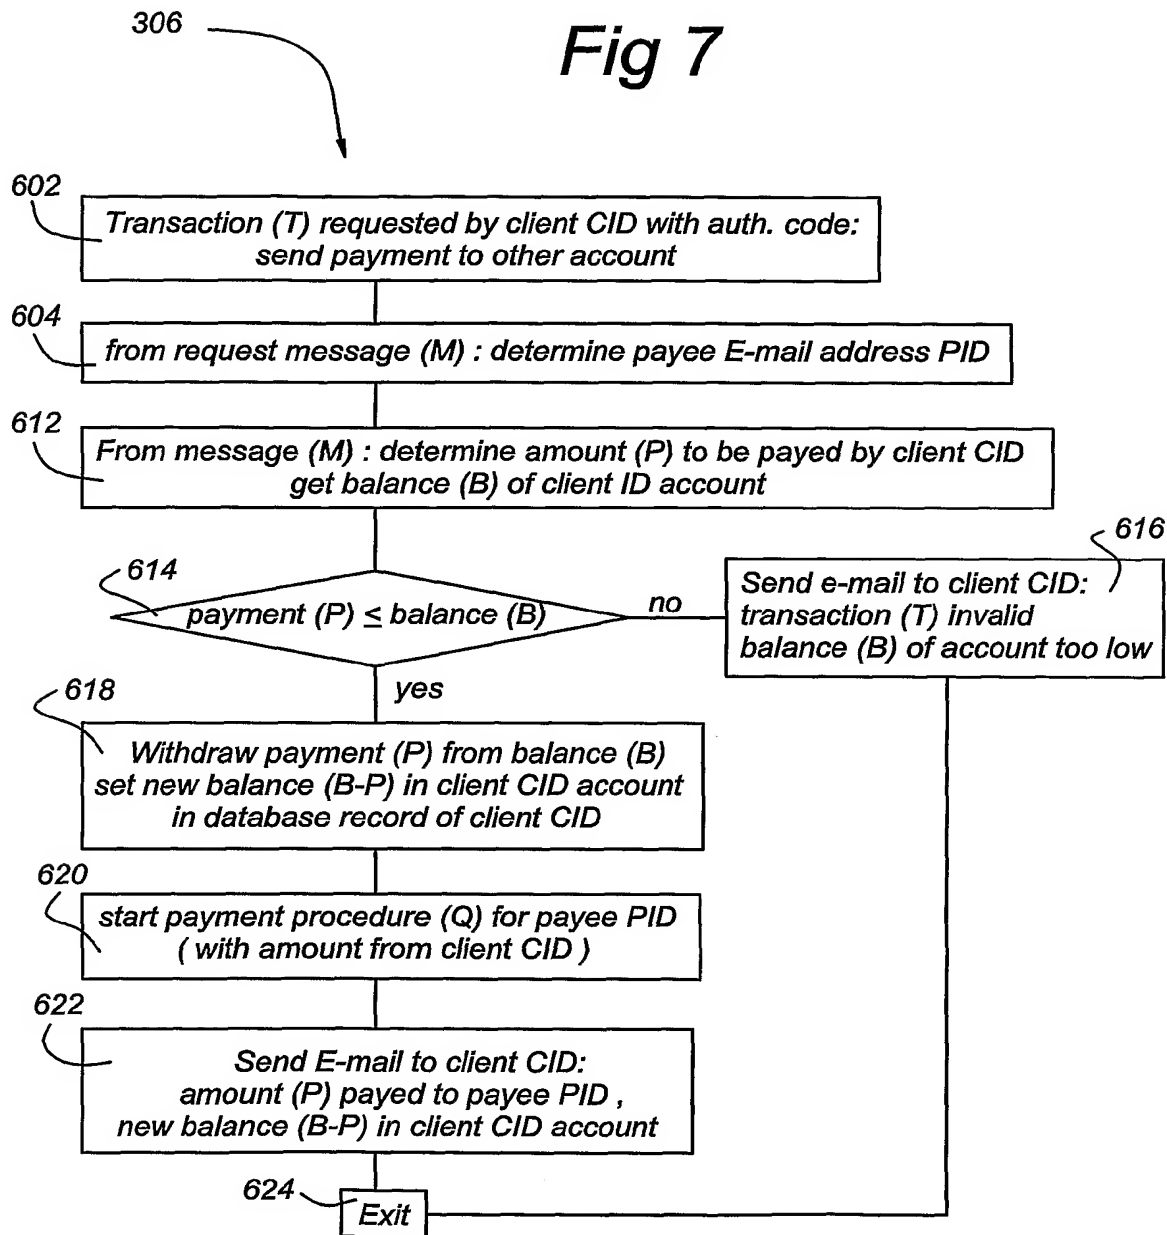 306
Fig 7
602
Transaction (T) requested by client CID with auth. code:
send payment to other account
604
from request message (M) : determine payee E-mail address PID
612
From message (M) : determine amount (P) to be payed by client CID
get balance (B) of client ID account
614
payment (P) ≤ balance (B)
no
616
Send e-mail to client CID:
transaction (T) invalid
balance (B) of account too low
yes
618
Withdraw payment (P) from balance (B)
set new balance (B-P) in client CID account
in database record of client CID
620
start payment procedure (Q) for payee PID
( with amount from client CID )
622
Send E-mail to client CID:
amount (P) payed to payee PID ,
new balance (B-P) in client CID account
624
Exit